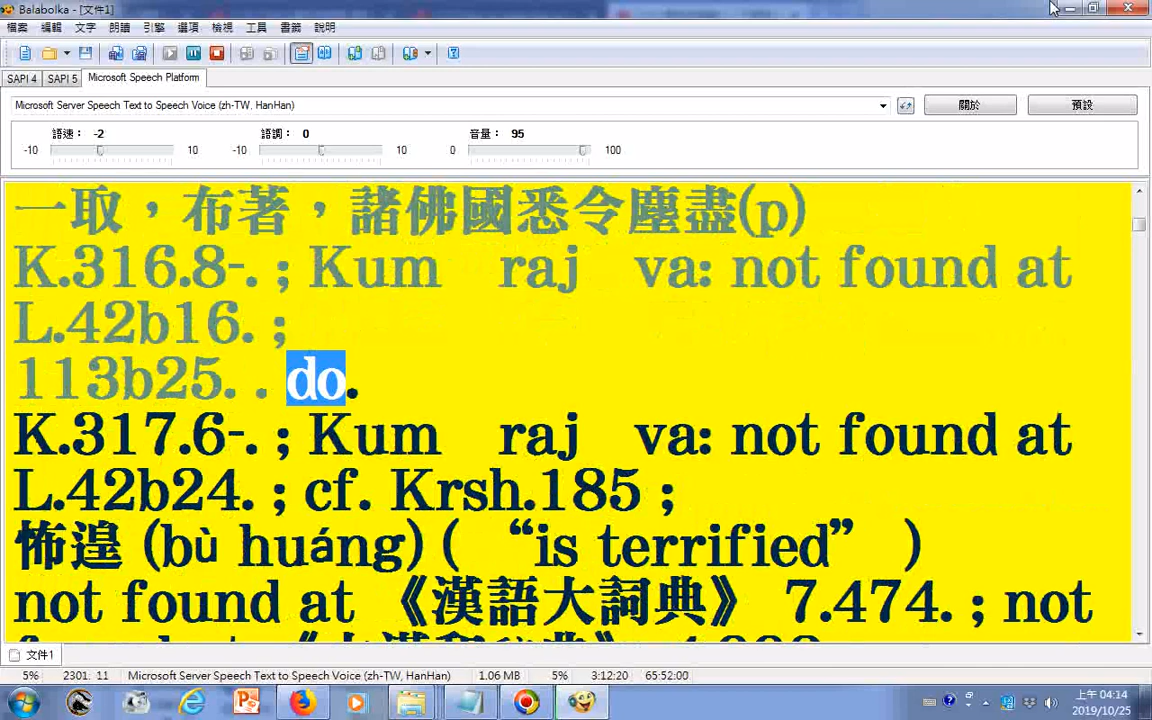 Balabolka - [文件1]
檔案 編輯 文字 朗讀 引擎 選項 檢視 工具 書籤 說明
SAPI 4 SAPI 5 Microsoft Speech Platform
Microsoft Server Speech Text to Speech Voice (zh-TW, HanHan) 關於 預設
語速： -2 語調： 0 音量： 95
-10 10 -10 10 0 100
一取，布著，諸佛國悉令塵盡(p)
K.316.8-. ; Kum raj va: not found at
L.42b16. ;
113b25. . do.
K.317.6-. ; Kum raj va: not found at
L.42b24. ; cf. Krsh.185 ;
怖遑 (bù huáng) ( “is terrified” )
not found at 《漢語大詞典》 7.474. ; not
文件1
5% 2301: 11 Microsoft Server Speech Text to Speech Voice (zh-TW, HanHan) 1.06 MB 5% 3:12:20 65:52:00
上午 04:14
2019/10/25